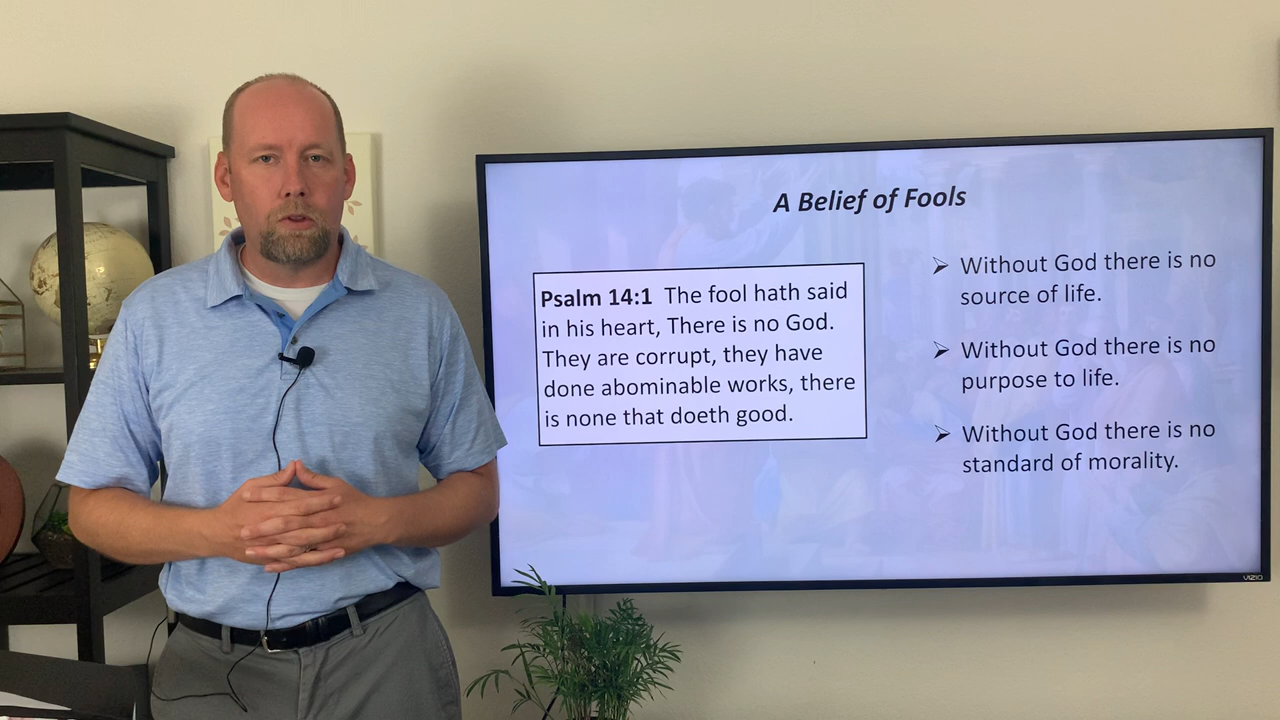 A Belief of Fools
Psalm 14:1 The fool hath said
in his heart, There is no God.
They are corrupt, they have
done abominable works, there
is none that doeth good.
➢ Without God there is no
source of life.
➢ Without God there is no
purpose to life.
➢ Without God there is no
standard of morality.
VIZIO